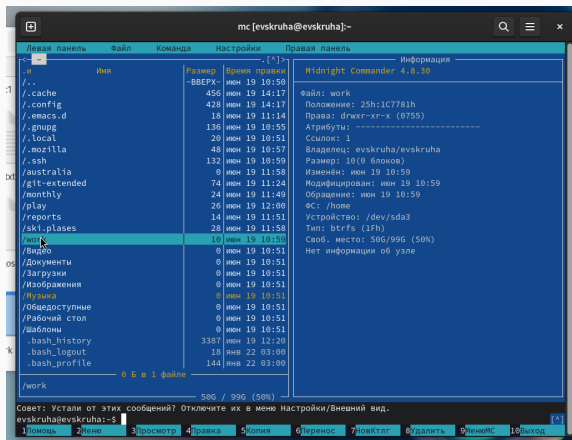 mc [evskruha@evskruha]:~
Левая панель Файл Команда Настройки Правая панель
.[^]>
.и Имя Размер Время правки
/.. -ВВЕРХ- июн 19 10:50
/.cache 456 июн 19 14:17
/.config 428 июн 19 14:17
/.emacs.d 18 июн 19 11:14
/.gnupg 136 июн 19 10:55
/.local 20 июн 19 10:51
/.mozilla 48 июн 19 10:57
/.ssh 132 июн 19 10:59
/australia 0 июн 19 11:58
/git-extended 74 июн 19 11:24
/monthly 24 июн 19 11:49
/play 26 июн 19 12:00
/reports 14 июн 19 11:51
/ski.plases 28 июн 19 11:58
/work 10 июн 19 10:59
/Видео 0 июн 19 10:51
/Документы 0 июн 19 10:51
/Загрузки 0 июн 19 10:51
/Изображения 0 июн 19 10:51
/Музыка 0 июн 19 10:51
/Общедоступные 0 июн 19 10:51
/Рабочий стол 0 июн 19 10:51
/Шаблоны 0 июн 19 10:51
.bash_history 3387 июн 19 12:20
.bash_logout 18 янв 22 03:00
.bash_profile 144 янв 22 03:00
0 Б в 1 файле
/work
50G / 99G (50%)
Информация
Midnight Commander 4.8.30
Файл: work
Положение: 25h:1C7781h
Права: drwxr-xr-x (0755)
Атрибуты: ------------------------
Ссылок: 1
Владелец: evskruha/evskruha
Размер: 10(0 блоков)
Изменён: июн 19 10:59
Модифицирован: июн 19 10:59
Обращение: июн 19 10:59
ФС: /home
Устройство: /dev/sda3
Тип: btrfs (1Fh)
Своб. место: 50G/99G (50%)
Нет информации об узле
Совет: Устали от этих сообщений? Отключите их в меню Настройки/Внешний вид.
evskruha@evskruha:~$ [^]
1Помощь 2Меню 3Просмотр 4Правка 5Копия 6Перенос 7НовКтлг 8Удалить 9МенюMC 10Выход